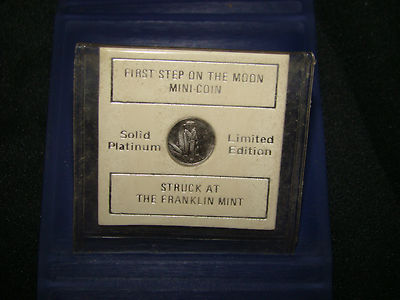 FIRST STEP ON THE MOON
MINI-COIN
Solid
Platinum
Limited
Edition
STRUCK AT
THE FRANKLIN MINT